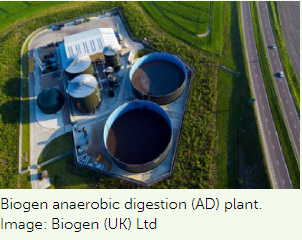 Biogen anaerobic digestion (AD) plant.
Image: Biogen (UK) Ltd